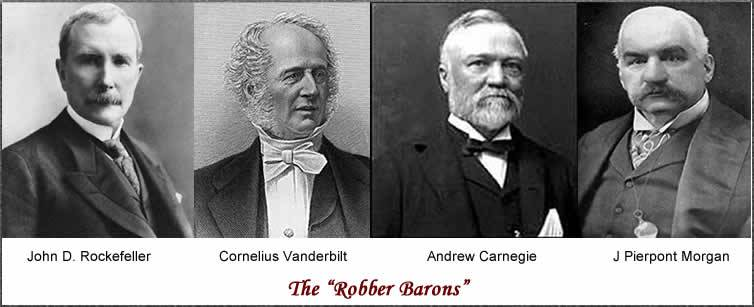 John D. Rockefeller Cornelius Vanderbilt Andrew Carnegie J Pierpont Morgan
The “Robber Barons”